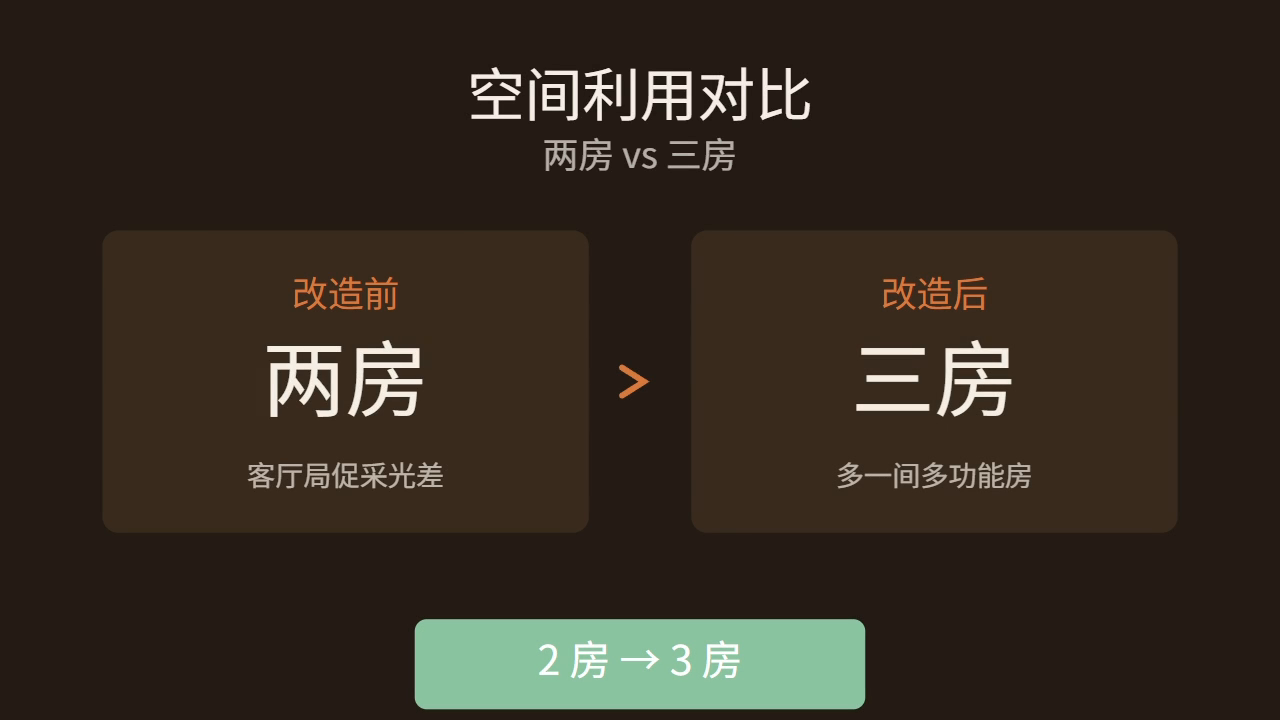 空间利用对比
两房 vs 三房
改造前
两房
客厅局促采光差
>
改造后
三房
多一间多功能房
2 房 → 3 房